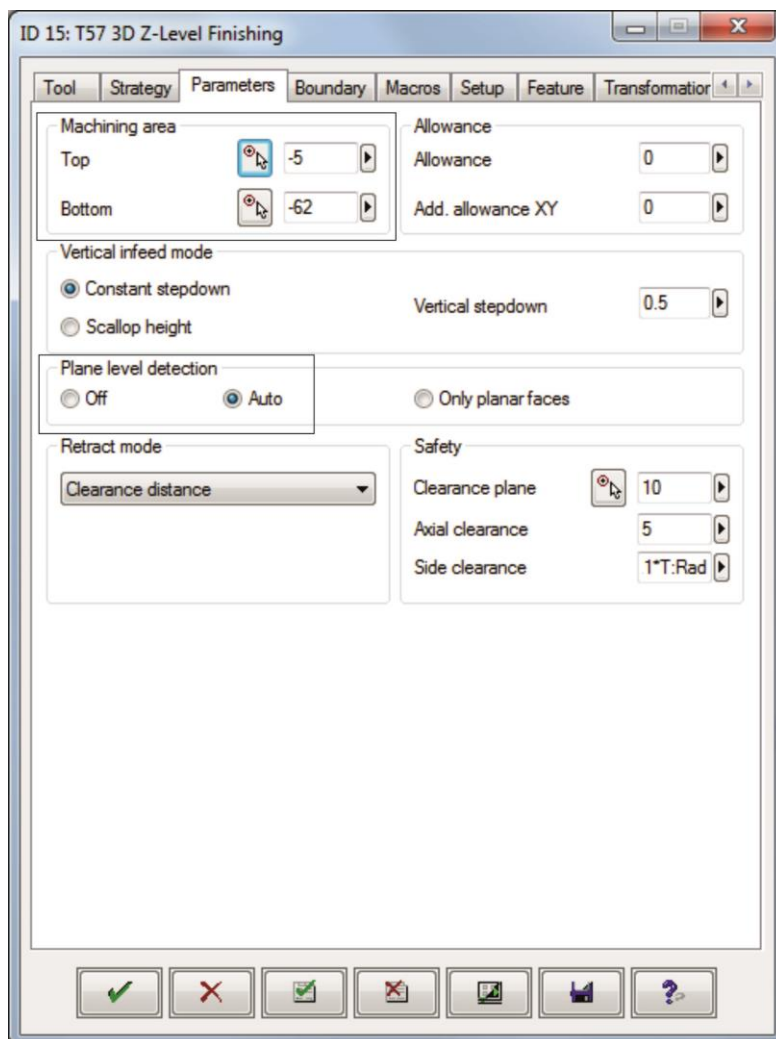 ID 15: T57 3D Z-Level Finishing
Tool Strategy Parameters Boundary Macros Setup Feature Transformation
Machining area
Top -5
Bottom -62
Allowance
Allowance 0
Add. allowance XY 0
Vertical infeed mode
Constant stepdown
Scallop height
Vertical stepdown 0.5
Plane level detection
Off Auto Only planar faces
Retract mode
Clearance distance
Safety
Clearance plane 10
Axial clearance 5
Side clearance 1*T:Rad